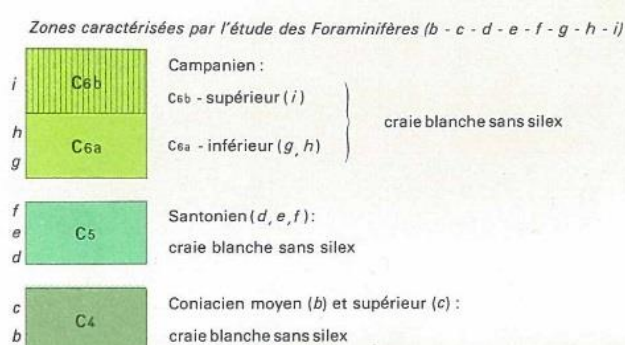 Zones caractérisées par l'étude des Foraminifères (b - c - d - e - f - g - h - i)
i C6b Campanien :
C6b - supérieur (i)
craie blanche sans silex
h g C6a C6a - inférieur (g, h)
f e d C5 Santonien (d, e, f) :
craie blanche sans silex
c b C4 Coniacien moyen (b) et supérieur (c) :
craie blanche sans silex